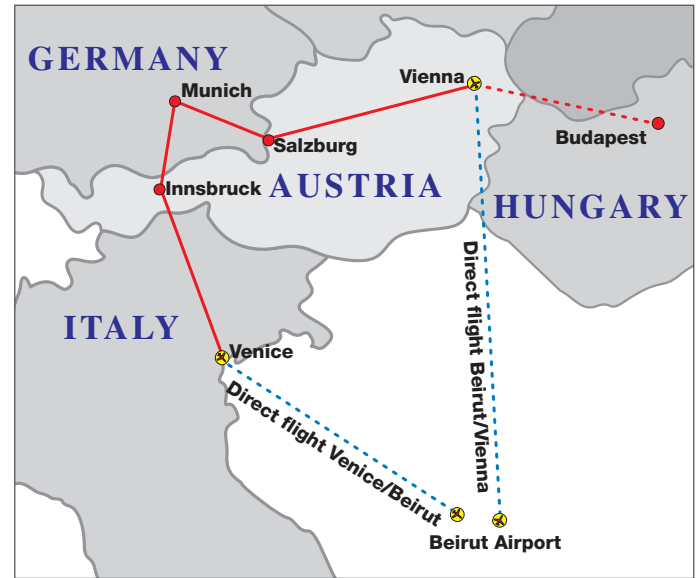 GERMANY
Munich
Vienna
Budapest
Salzburg
Innsbruck
AUSTRIA
HUNGARY
ITALY
Venice
Direct flight Beirut/Vienna
Direct flight Venice/Beirut
Beirut Airport